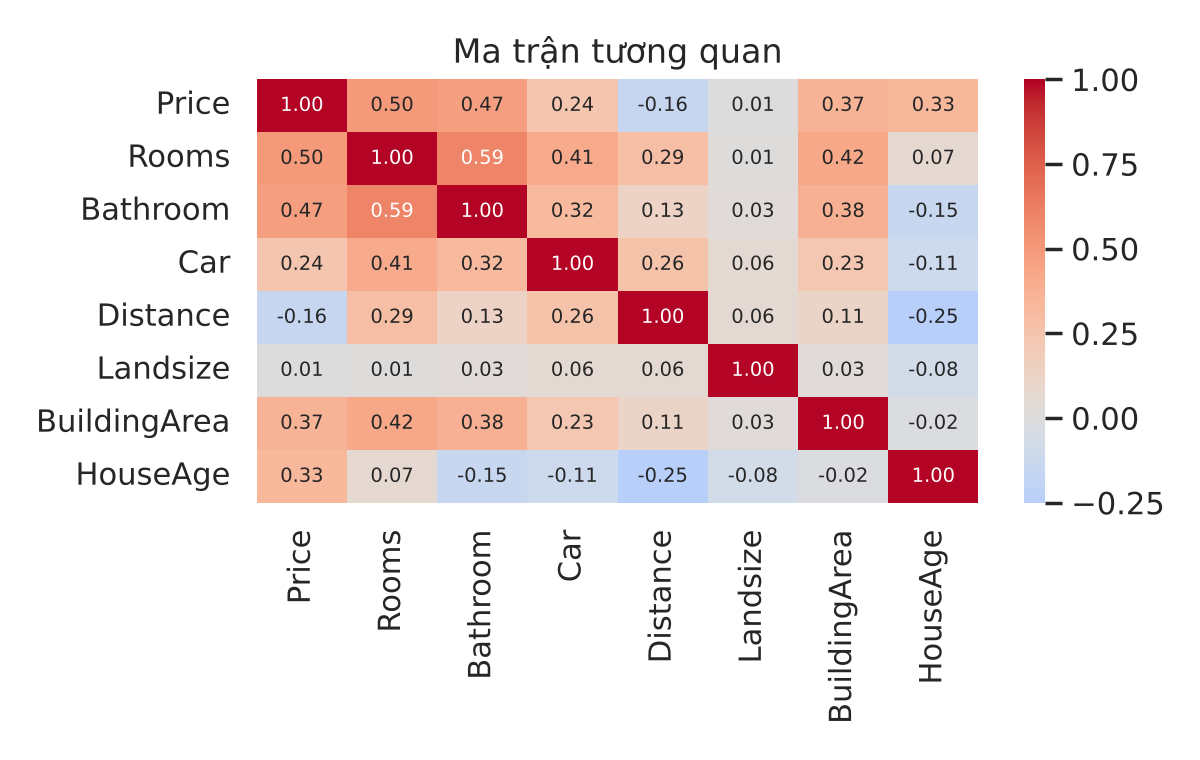 Ma trận tương quan
Price 1.00 0.50 0.47 0.24 -0.16 0.01 0.37 0.33
Rooms 0.50 1.00 0.59 0.41 0.29 0.01 0.42 0.07
Bathroom 0.47 0.59 1.00 0.32 0.13 0.03 0.38 -0.15
Car 0.24 0.41 0.32 1.00 0.26 0.06 0.23 -0.11
Distance -0.16 0.29 0.13 0.26 1.00 0.06 0.11 -0.25
Landsize 0.01 0.01 0.03 0.06 0.06 1.00 0.03 -0.08
BuildingArea 0.37 0.42 0.38 0.23 0.11 0.03 1.00 -0.02
HouseAge 0.33 0.07 -0.15 -0.11 -0.25 -0.08 -0.02 1.00
Price Rooms Bathroom Car Distance Landsize BuildingArea HouseAge
1.00
0.75
0.50
0.25
0.00
−0.25